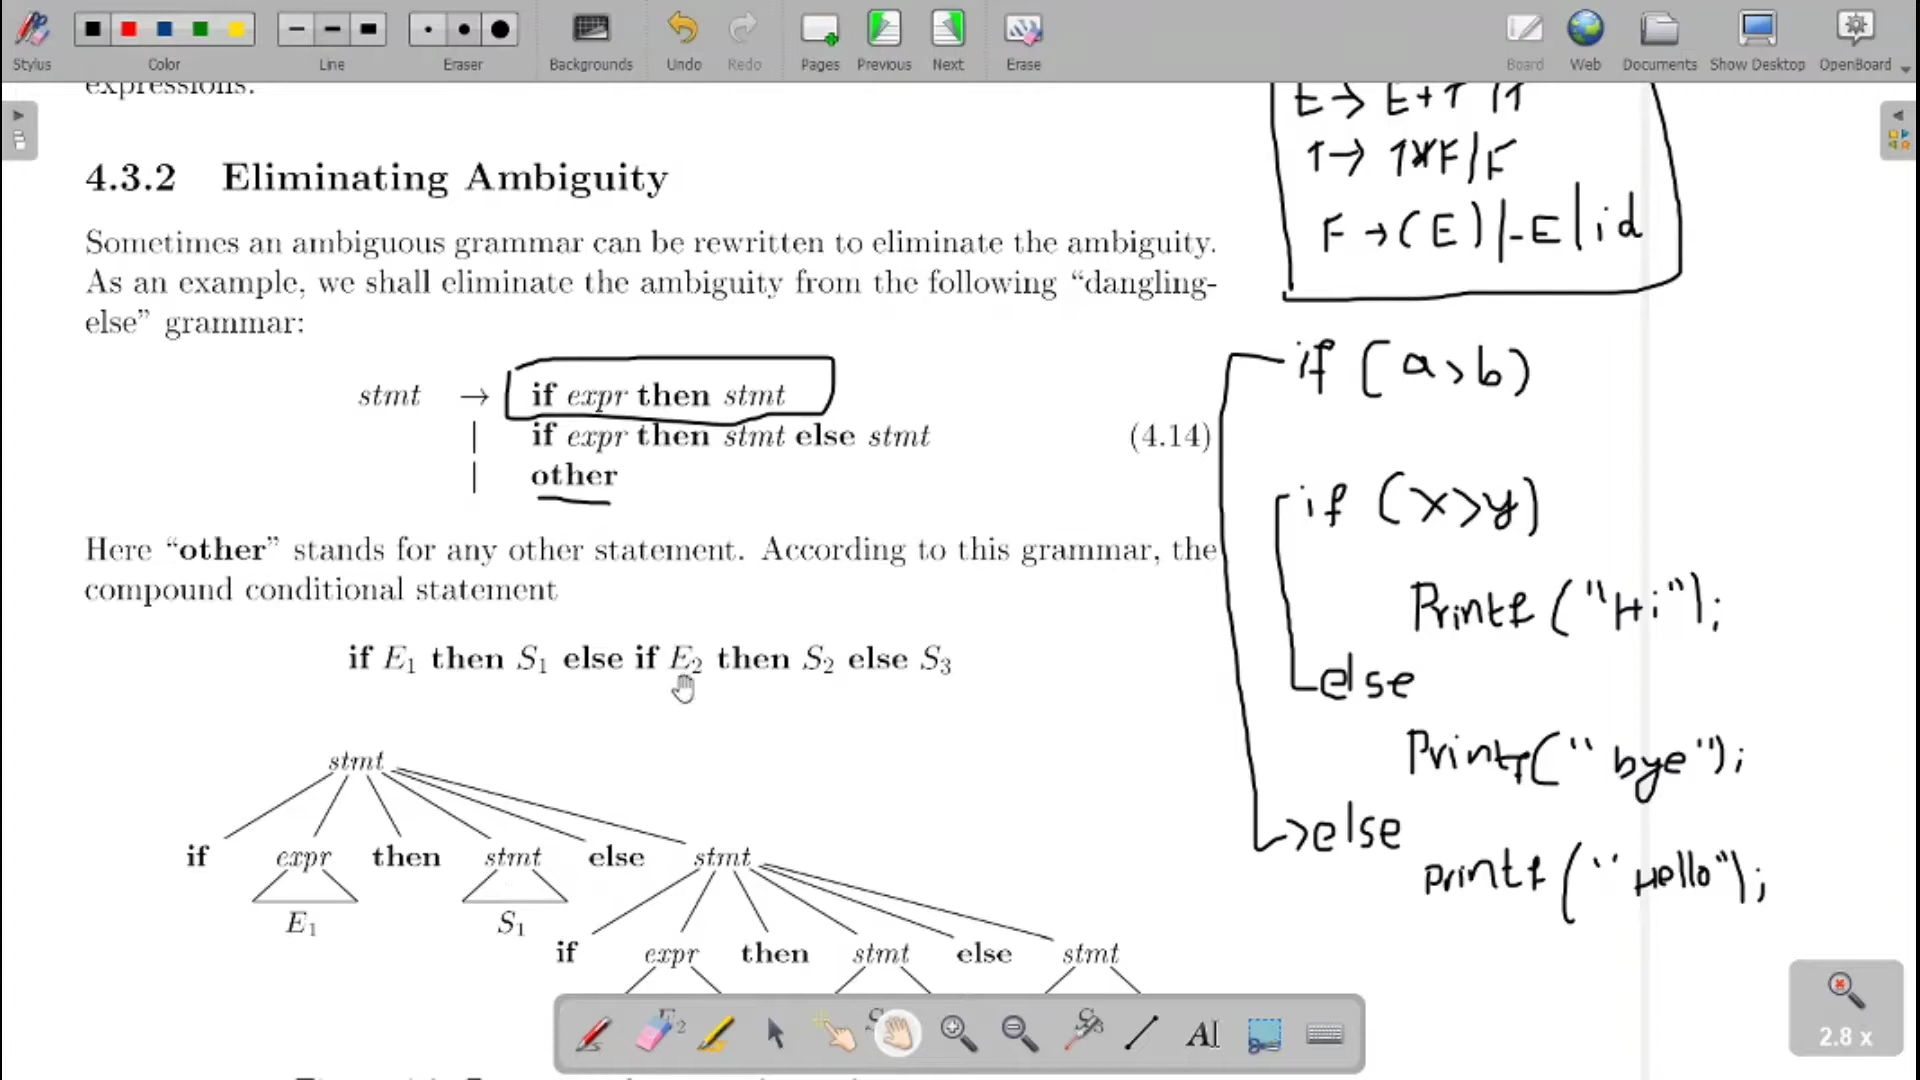 Stylus
Color
Line
Eraser
Backgrounds
Undo
Redo
Pages
Previous
Next
Erase
Board
Web
Documents
Show Desktop
OpenBoard
expressions.
4.3.2 Eliminating Ambiguity
Sometimes an ambiguous grammar can be rewritten to eliminate the ambiguity.
As an example, we shall eliminate the ambiguity from the following “dangling-
else” grammar:
stmt → if expr then stmt
| if expr then stmt else stmt (4.14)
| other
Here “other” stands for any other statement. According to this grammar, the
compound conditional statement
if E1 then S1 else if E2 then S2 else S3
stmt
if expr then stmt else stmt
E1 S1
if expr then stmt else stmt
E → E+T |T
T → T*F/F
F → (E) |-E|id
if (a>b)
if (x>y)
Printf ("Hi");
else
Printf("bye");
else
printf ("Hello");
AI
2.8 x